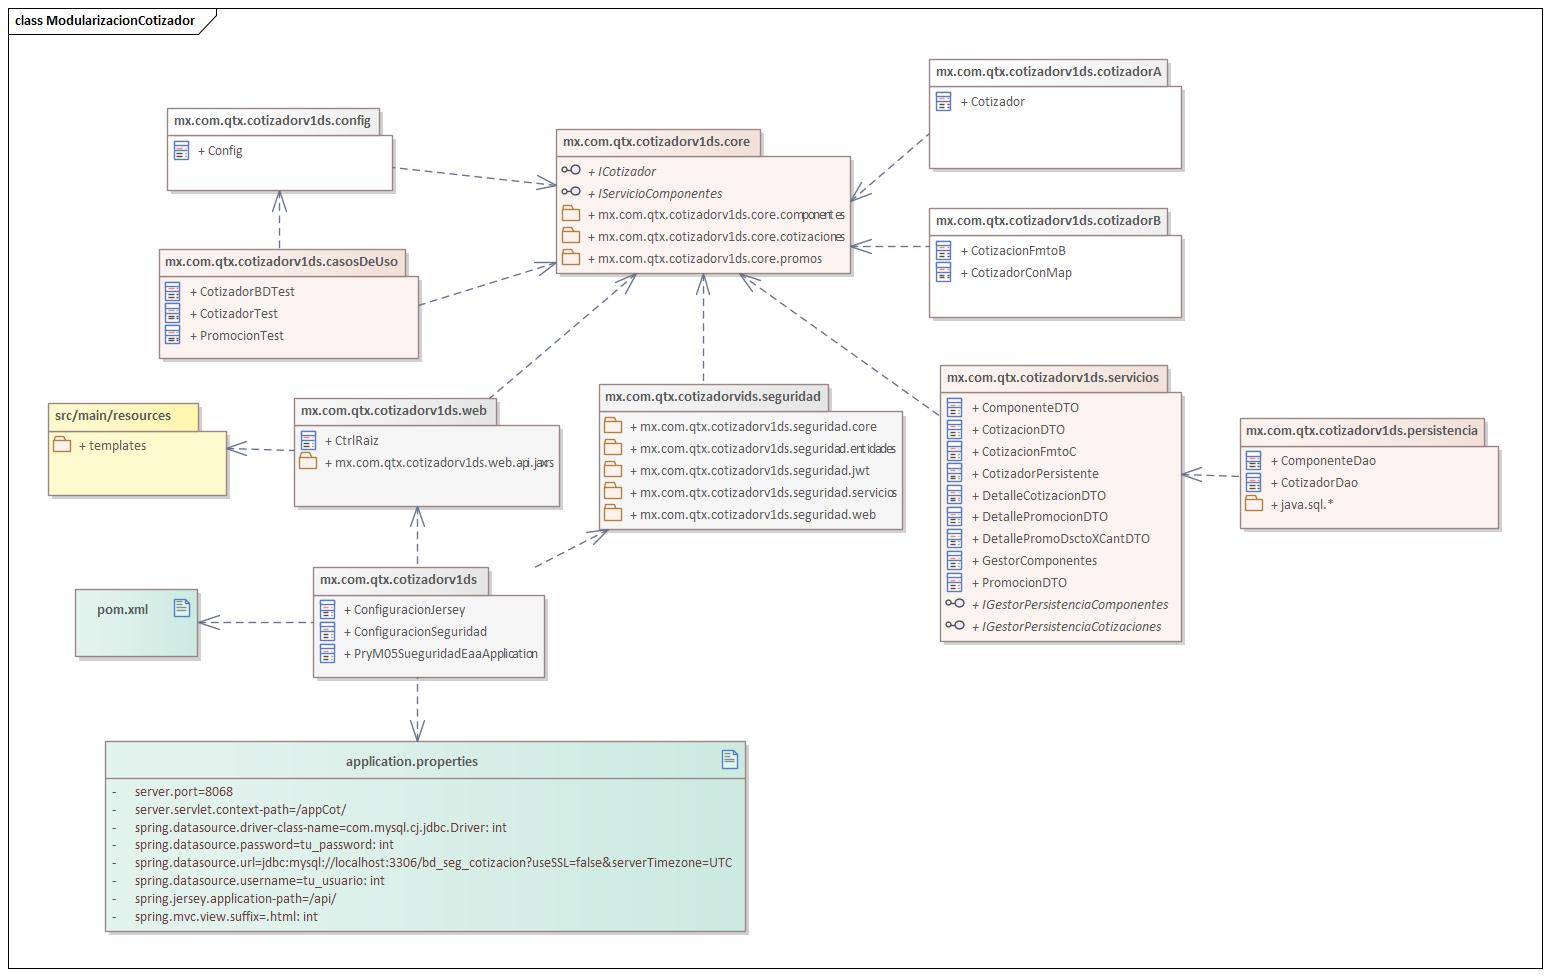 class ModularizacionCotizador
mx.com.qtx.cotizadorv1ds.config
+ Config
mx.com.qtx.cotizadorv1ds.core
+ ICotizador
+ IServicioComponentes
+ mx.com.qtx.cotizadorv1ds.core.componentes
+ mx.com.qtx.cotizadorv1ds.core.cotizaciones
+ mx.com.qtx.cotizadorv1ds.core.promos
mx.com.qtx.cotizadorv1ds.cotizadorA
+ Cotizador
mx.com.qtx.cotizadorv1ds.cotizadorB
+ CotizacionFmtoB
+ CotizadorConMap
mx.com.qtx.cotizadorv1ds.casosDeUso
+ CotizadorBDTest
+ CotizadorTest
+ PromocionTest
src/main/resources
+ templates
mx.com.qtx.cotizadorv1ds.web
+ CtrlRaiz
+ mx.com.qtx.cotizadorv1ds.web.api.jaxrs
mx.com.qtx.cotizadorvids.seguridad
+ mx.com.qtx.cotizadorv1ds.seguridad.core
+ mx.com.qtx.cotizadorv1ds.seguridad.entidades
+ mx.com.qtx.cotizadorv1ds.seguridad.jwt
+ mx.com.qtx.cotizadorv1ds.seguridad.servicios
+ mx.com.qtx.cotizadorv1ds.seguridad.web
mx.com.qtx.cotizadorv1ds.servicios
+ ComponenteDTO
+ CotizacionDTO
+ CotizacionFmtoC
+ CotizadorPersistente
+ DetalleCotizacionDTO
+ DetallePromocionDTO
+ DetallePromoDsctoXCantDTO
+ GestorComponentes
+ PromocionDTO
+ IGestorPersistenciaComponentes
+ IGestorPersistenciaCotizaciones
mx.com.qtx.cotizadorv1ds.persistencia
+ ComponenteDao
+ CotizadorDao
+ java.sql.*
pom.xml
mx.com.qtx.cotizadorv1ds
+ ConfiguracionJersey
+ ConfiguracionSeguridad
+ PryM05SueguridadEaaApplication
application.properties
- server.port=8068
- server.servlet.context-path=/appCot/
- spring.datasource.driver-class-name=com.mysql.cj.jdbc.Driver: int
- spring.datasource.password=tu_password: int
- spring.datasource.url=jdbc:mysql://localhost:3306/bd_seg_cotizacion?useSSL=false&serverTimezone=UTC
- spring.datasource.username=tu_usuario: int
- spring.jersey.application-path=/api/
- spring.mvc.view.suffix=.html: int